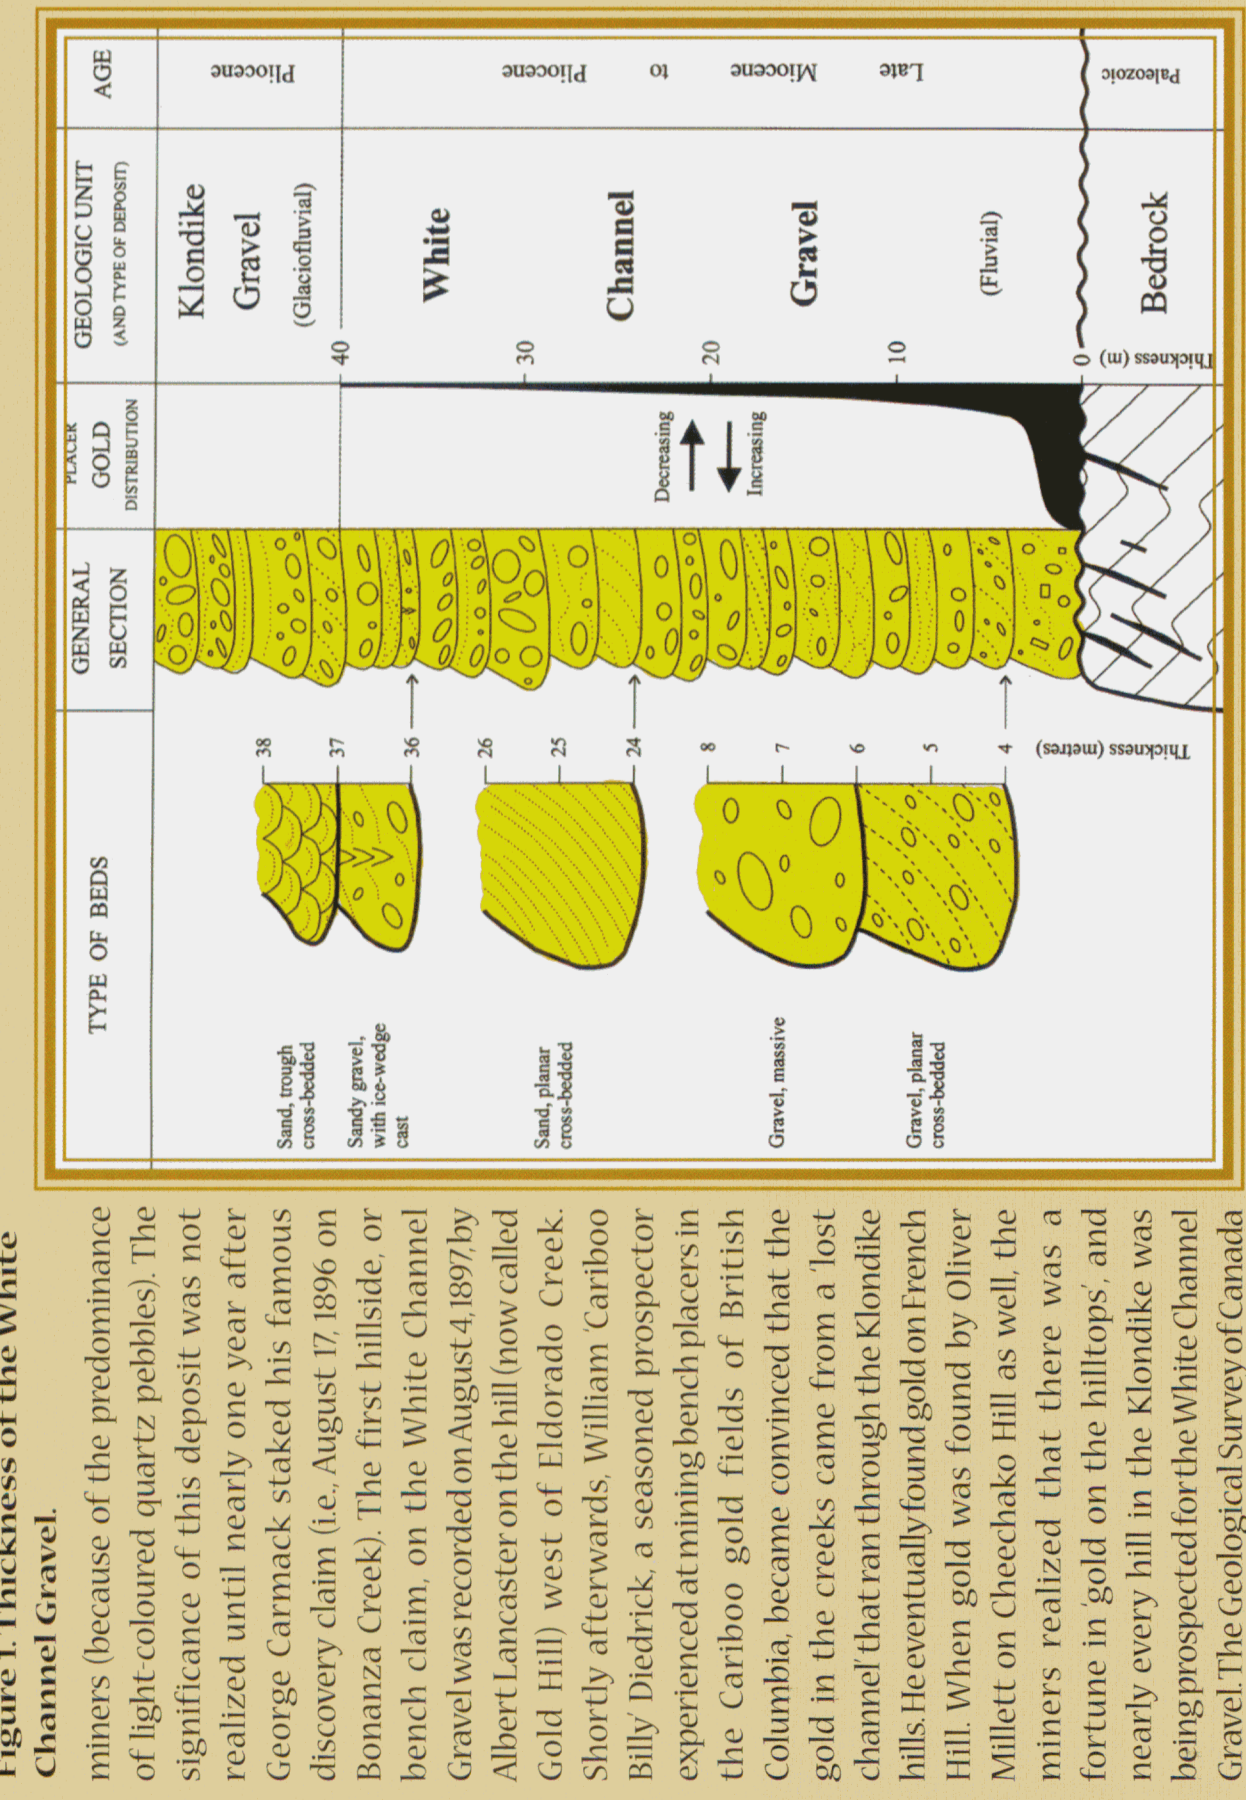 Figure 1. Thickness of the White
Channel Gravel.
miners (because of the predominance
of light-coloured quartz pebbles). The
significance of this deposit was not
realized until nearly one year after
George Carmack staked his famous
discovery claim (i.e., August 17, 1896 on
Bonanza Creek). The first hillside, or
bench claim, on the White Channel
Gravel was recorded on August 4, 1897, by
Albert Lancaster on the hill (now called
Gold Hill) west of Eldorado Creek.
Shortly afterwards, William 'Cariboo
Billy' Diedrick, a seasoned prospector
experienced at mining bench placers in
the Cariboo gold fields of British
Columbia, became convinced that the
gold in the creeks came from a 'lost
channel' that ran through the Klondike
hills. He eventually found gold on French
Hill. When gold was found by Oliver
Millett on Cheechako Hill as well, the
miners realized that there was a
fortune in 'gold on the hilltops', and
nearly every hill in the Klondike was
being prospected for the White Channel
Gravel. The Geological Survey of Canada
TYPE OF BEDS
GENERAL
SECTION
PLACER
GOLD
DISTRIBUTION
GEOLOGIC UNIT
(AND TYPE OF DEPOSIT)
AGE
Sand, trough
cross-bedded
Sandy gravel,
with ice-wedge
cast
Sand, planar
cross-bedded
Gravel, massive
Gravel, planar
cross-bedded
38
37
36
26
25
24
8
7
6
5
4
Thickness (metres)
Decreasing
Increasing
40
30
20
10
0
Thickness (m)
Klondike
Gravel
(Glaciofluvial)
White
Channel
Gravel
(Fluvial)
Bedrock
Pliocene
Late Miocene to Pliocene
Paleozoic